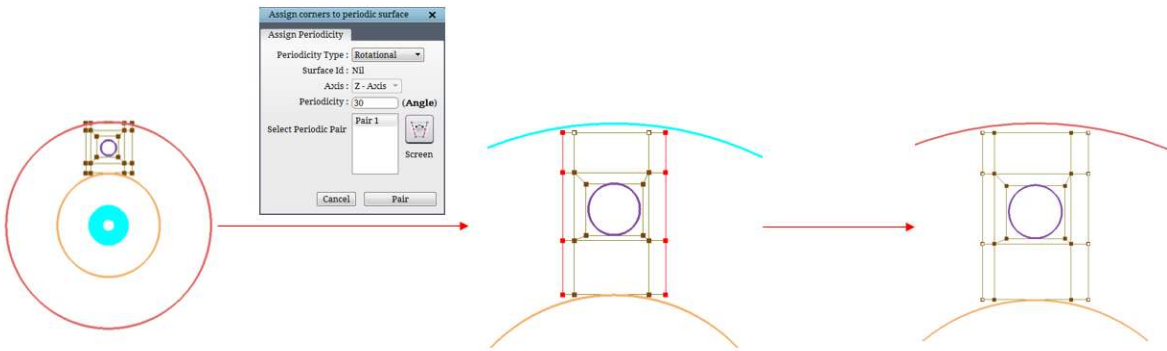 Assign corners to periodic surface X
Assign Periodicity
Periodicity Type : Rotational
Surface Id : Nil
Axis : Z - Axis
Periodicity : 30 (Angle)
Select Periodic Pair Pair 1
Screen
Cancel Pair